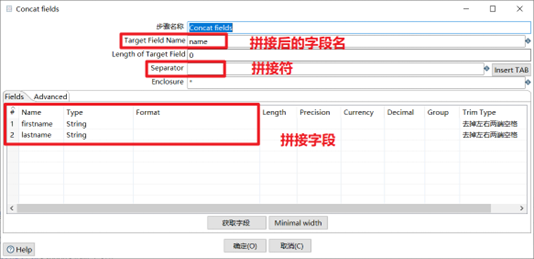 Concat fields
步骤名称 Concat fields
Target Field Name name 拼接后的字段名
Length of Target Field 0
Separator 拼接符 Insert TAB
Enclosure "
Fields Advanced
# Name Type Format Length Precision Currency Decimal Group Trim Type
1 firstname String 去掉左右两端空格
2 lastname String 去掉左右两端空格
拼接字段
获取字段 Minimal width
Help 确定(O) 取消(C)